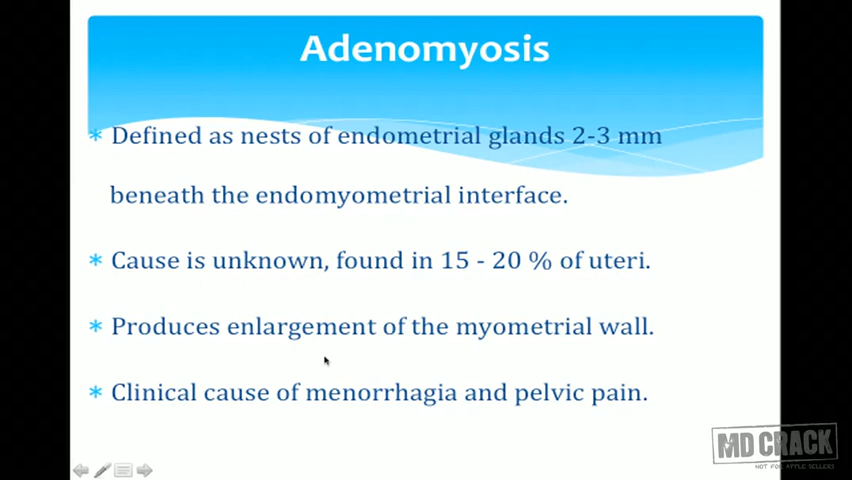 Adenomyosis
* Defined as nests of endometrial glands 2-3 mm
beneath the endomyometrial interface.
* Cause is unknown, found in 15 - 20 % of uteri.
* Produces enlargement of the myometrial wall.
* Clinical cause of menorrhagia and pelvic pain.
MD CRACK
NOT FOR APPLE SELLERS